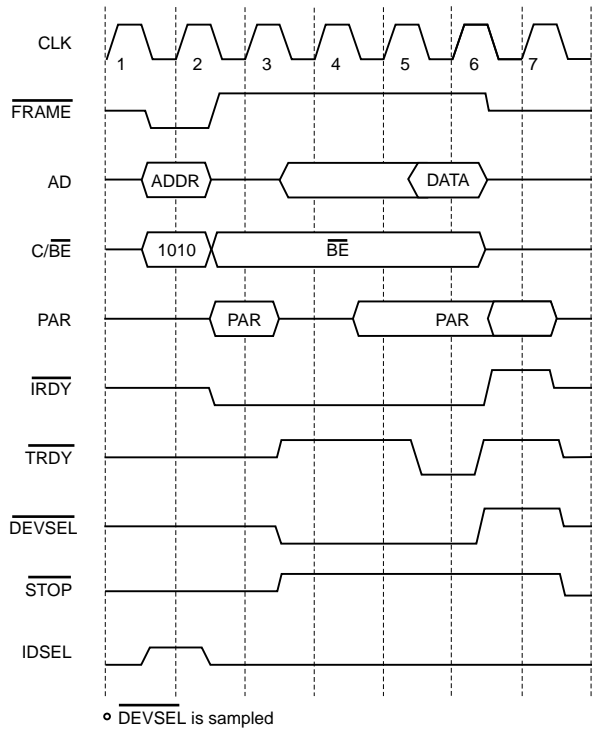 CLK
1 2 3 4 5 6 7
FRAME
AD
ADDR
DATA
C/BE
1010
BE
PAR
PAR
PAR
IRDY
TRDY
DEVSEL
STOP
IDSEL
DEVSEL is sampled